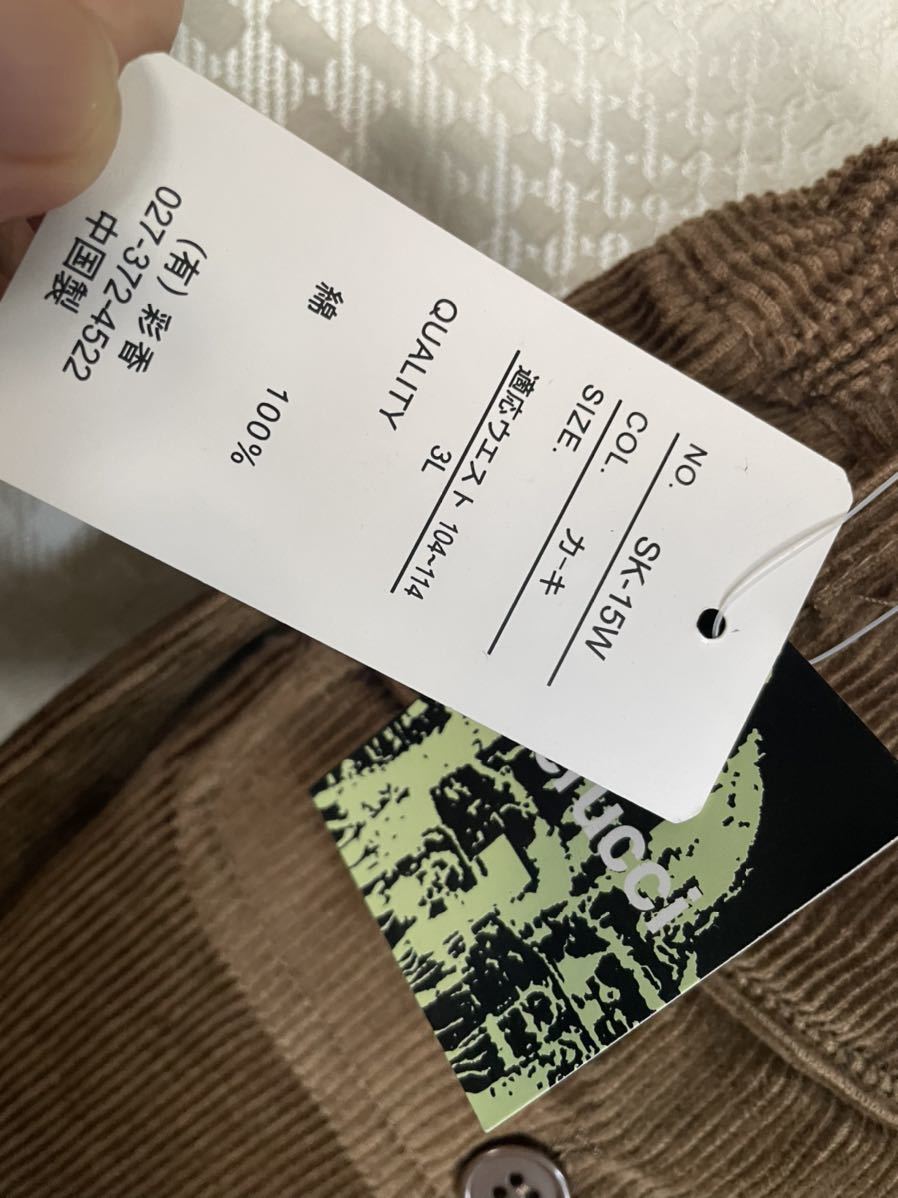 NO. SK-15W
COL. カーキ
SIZE.
適応ウエスト 104~114
3L
QUALITY
綿 100%
(有)彩香
027-372-4522
中国製